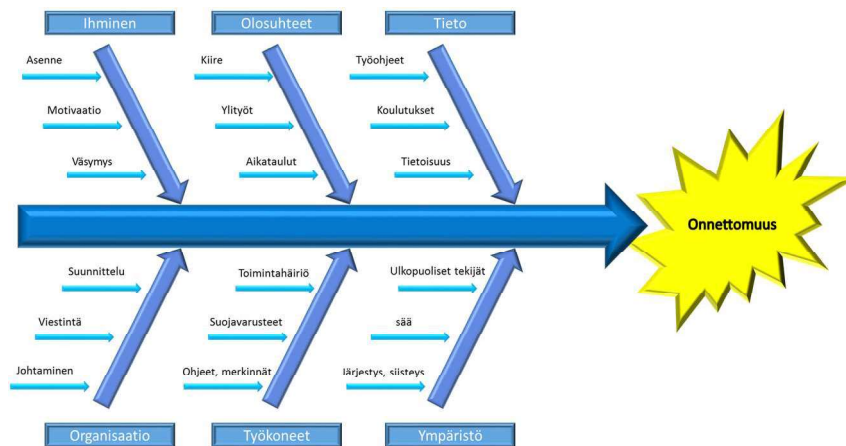 Ihminen
Olosuhteet
Tieto
Asenne
Kiire
Työohjeet
Motivaatio
Ylityöt
Koulutukset
Väsymys
Aikataulut
Tietoisuus
Onnettomuus
Suunnittelu
Toimintahäiriö
Ulkopuoliset tekijät
Viestintä
Suojavarusteet
sää
Johtaminen
Ohjeet, merkinnät
Järjestys, siisteys
Organisaatio
Työkoneet
Ympäristö